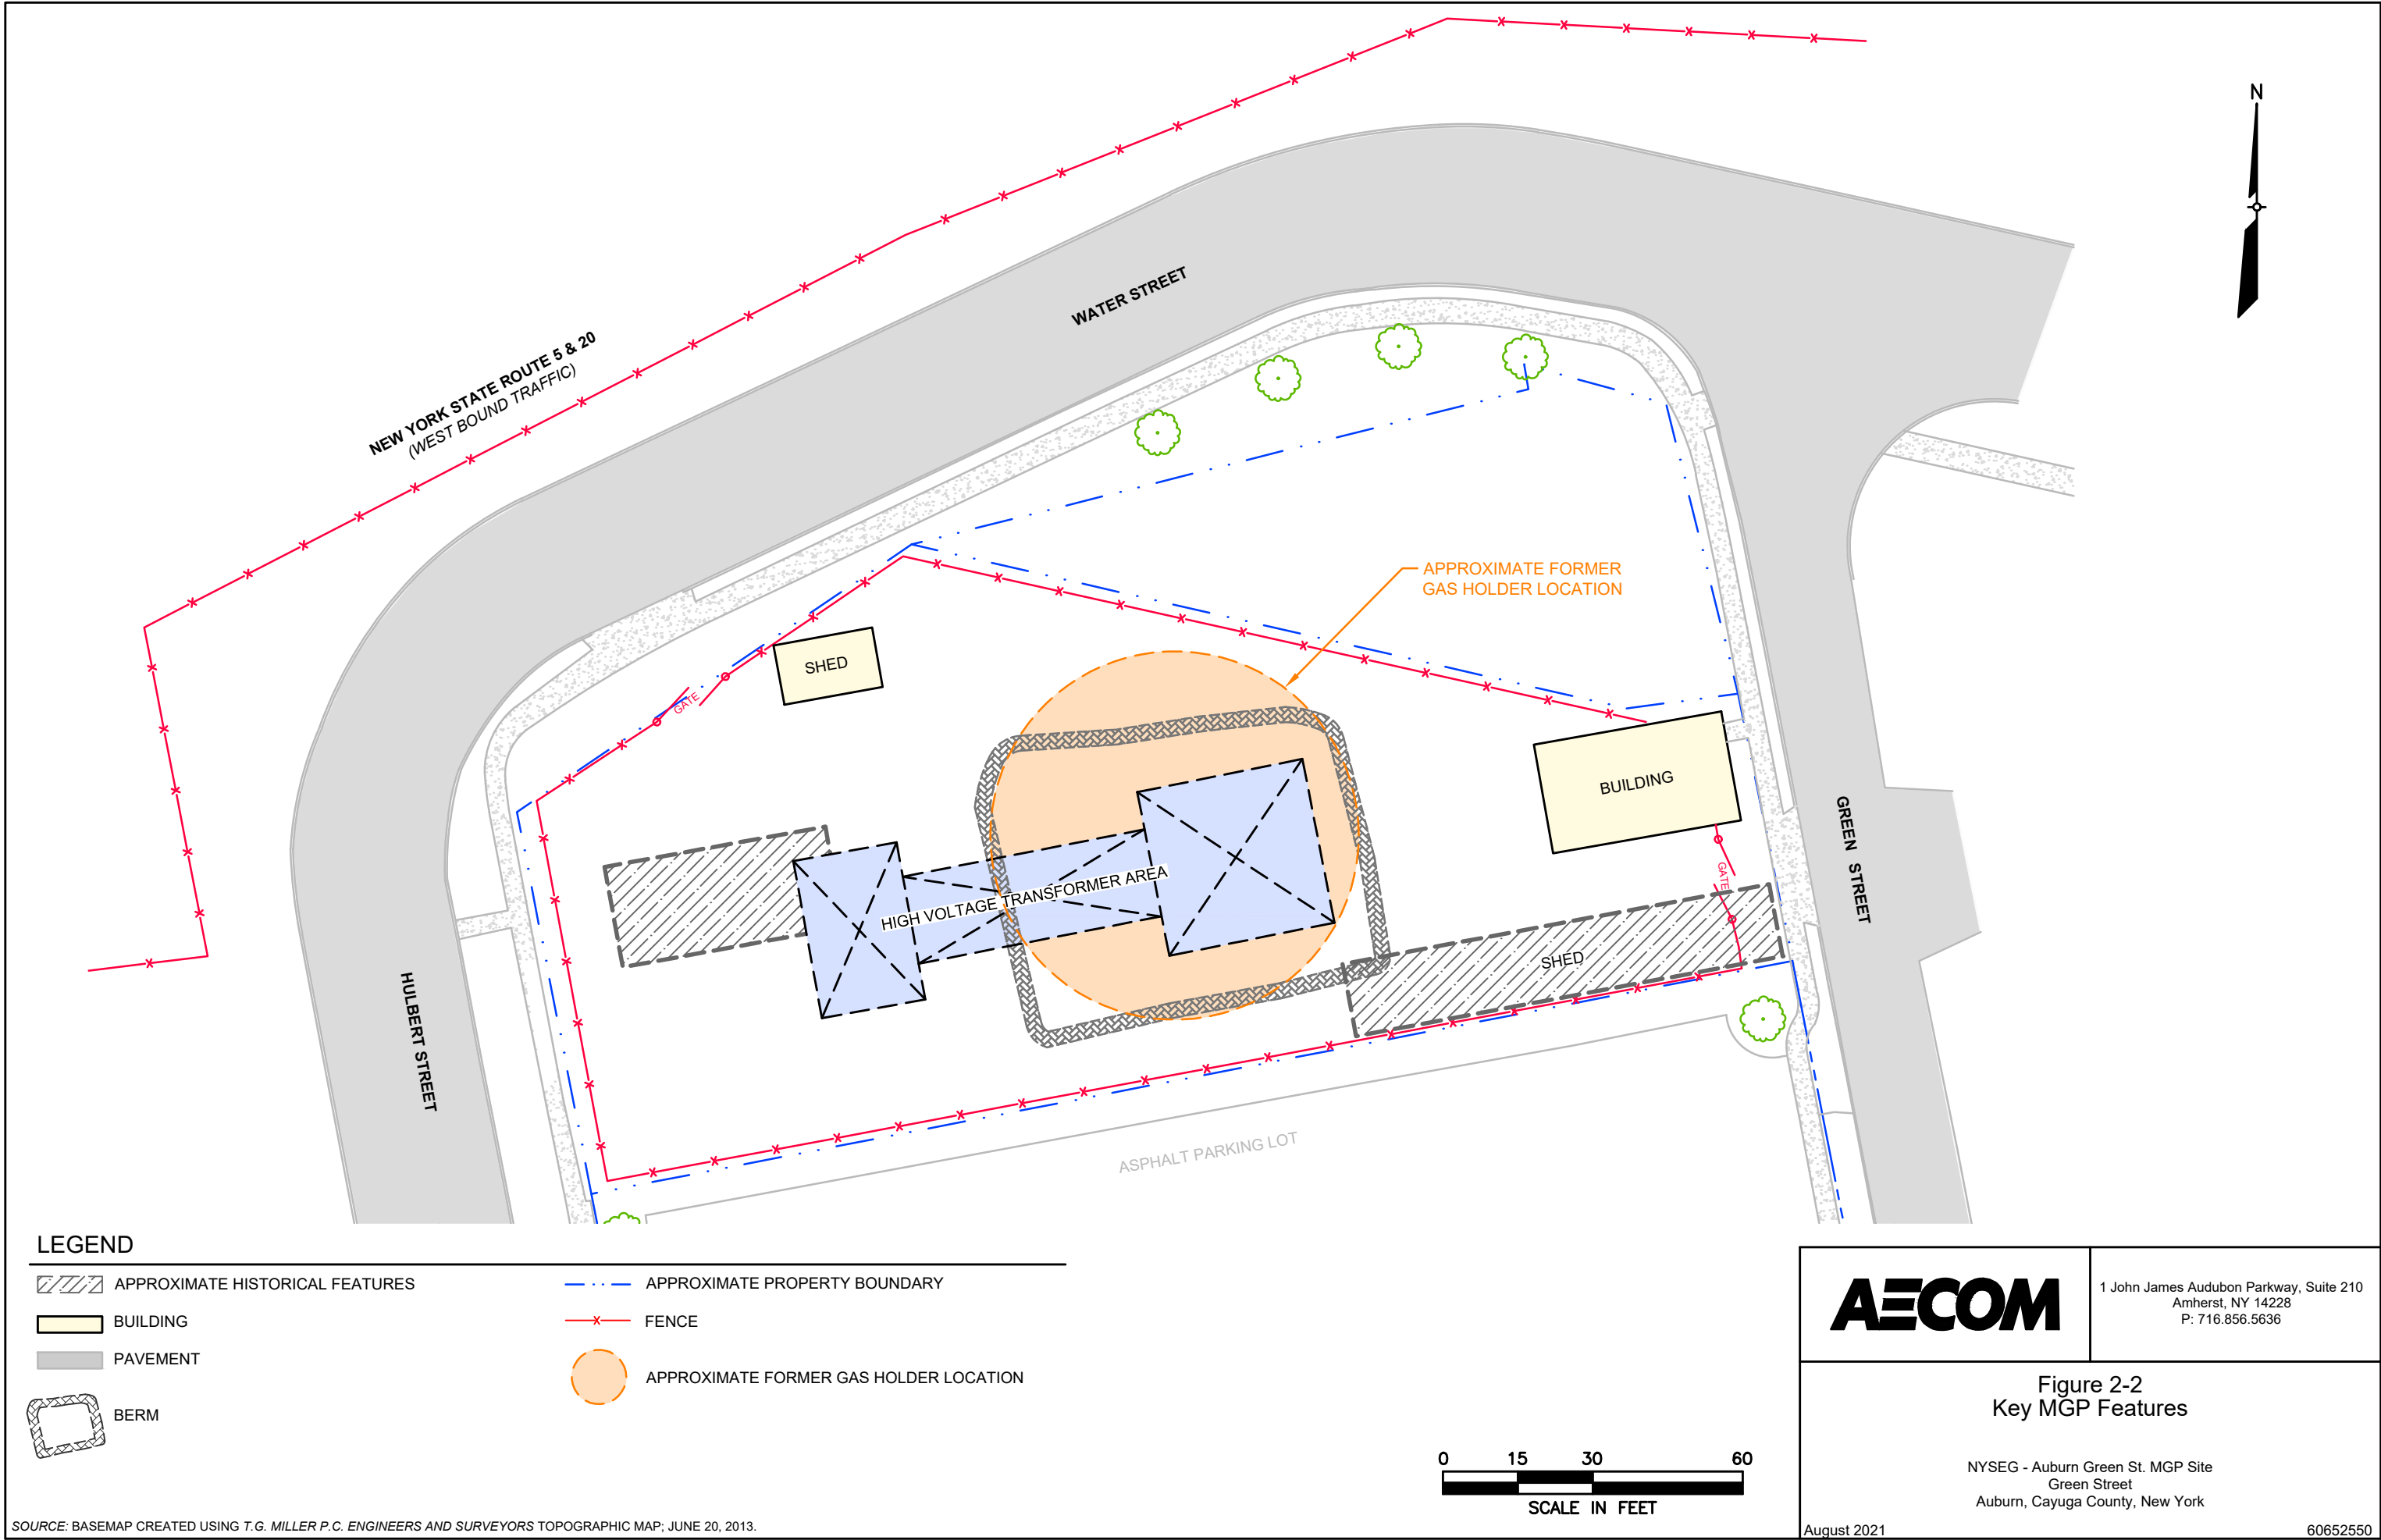 N
NEW YORK STATE ROUTE 5 & 20
(WEST BOUND TRAFFIC)
WATER STREET
APPROXIMATE FORMER
GAS HOLDER LOCATION
SHED
GATE
BUILDING
HIGH VOLTAGE TRANSFORMER AREA
GATE
SHED
GREEN STREET
HULBERT STREET
ASPHALT PARKING LOT
LEGEND
APPROXIMATE HISTORICAL FEATURES
BUILDING
PAVEMENT
BERM
APPROXIMATE PROPERTY BOUNDARY
FENCE
APPROXIMATE FORMER GAS HOLDER LOCATION
0 15 30 60
SCALE IN FEET
AECOM
1 John James Audubon Parkway, Suite 210
Amherst, NY 14228
P: 716.856.5636
Figure 2-2
Key MGP Features
NYSEG - Auburn Green St. MGP Site
Green Street
Auburn, Cayuga County, New York
August 2021
60652550
SOURCE: BASEMAP CREATED USING T.G. MILLER P.C. ENGINEERS AND SURVEYORS TOPOGRAPHIC MAP; JUNE 20, 2013.